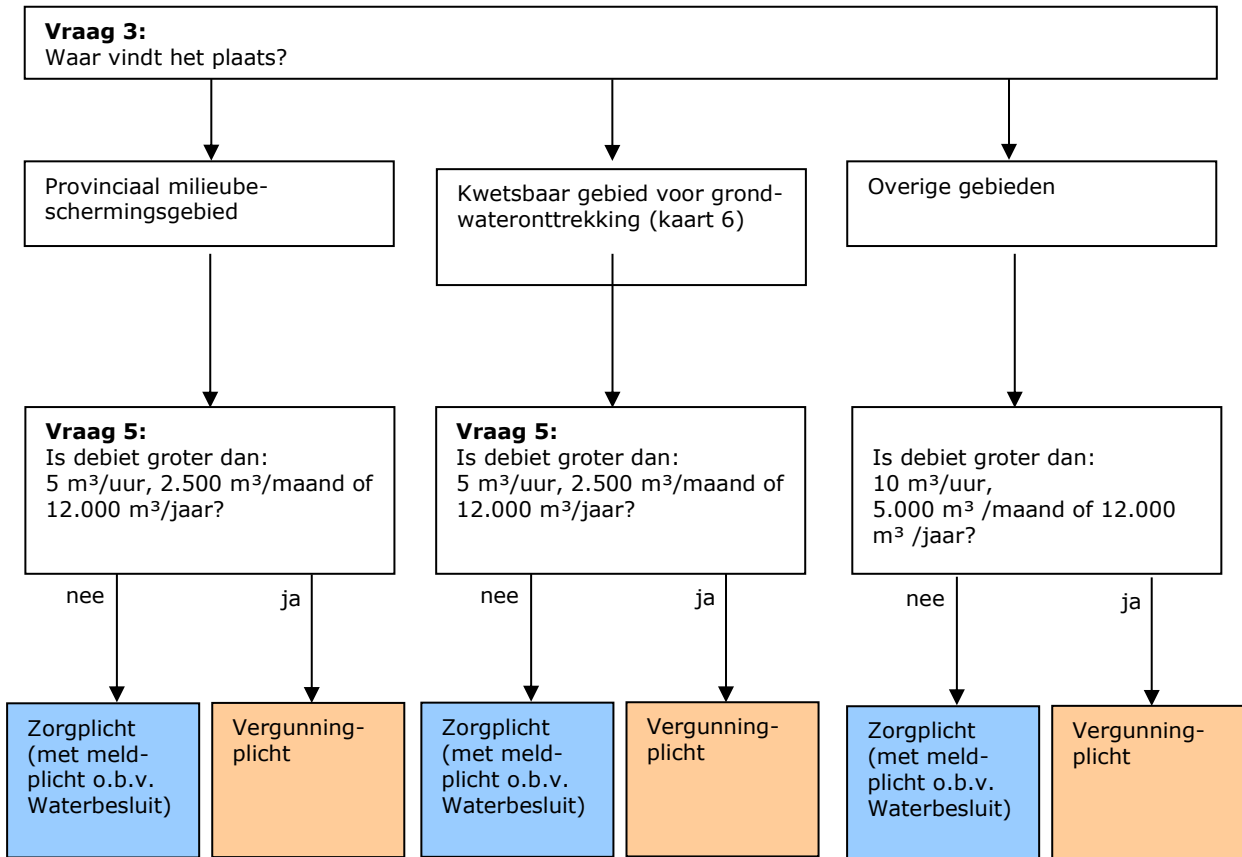 Vraag 3:
Waar vindt het plaats?
Provinciaal milieube-
schermingsgebied
Kwetsbaar gebied voor grond-
wateronttrekking (kaart 6)
Overige gebieden
Vraag 5:
Is debiet groter dan:
5 m³/uur, 2.500 m³/maand of
12.000 m³/jaar?
Vraag 5:
Is debiet groter dan:
5 m³/uur, 2.500 m³/maand of
12.000 m³/jaar?
Is debiet groter dan:
10 m³/uur,
5.000 m³ /maand of 12.000
m³ /jaar?
nee
ja
nee
ja
nee
ja
Zorgplicht
(met meld-
plicht o.b.v.
Waterbesluit)
Vergunning-
plicht
Zorgplicht
(met meld-
plicht o.b.v.
Waterbesluit)
Vergunning-
plicht
Zorgplicht
(met meld-
plicht o.b.v.
Waterbesluit)
Vergunning-
plicht